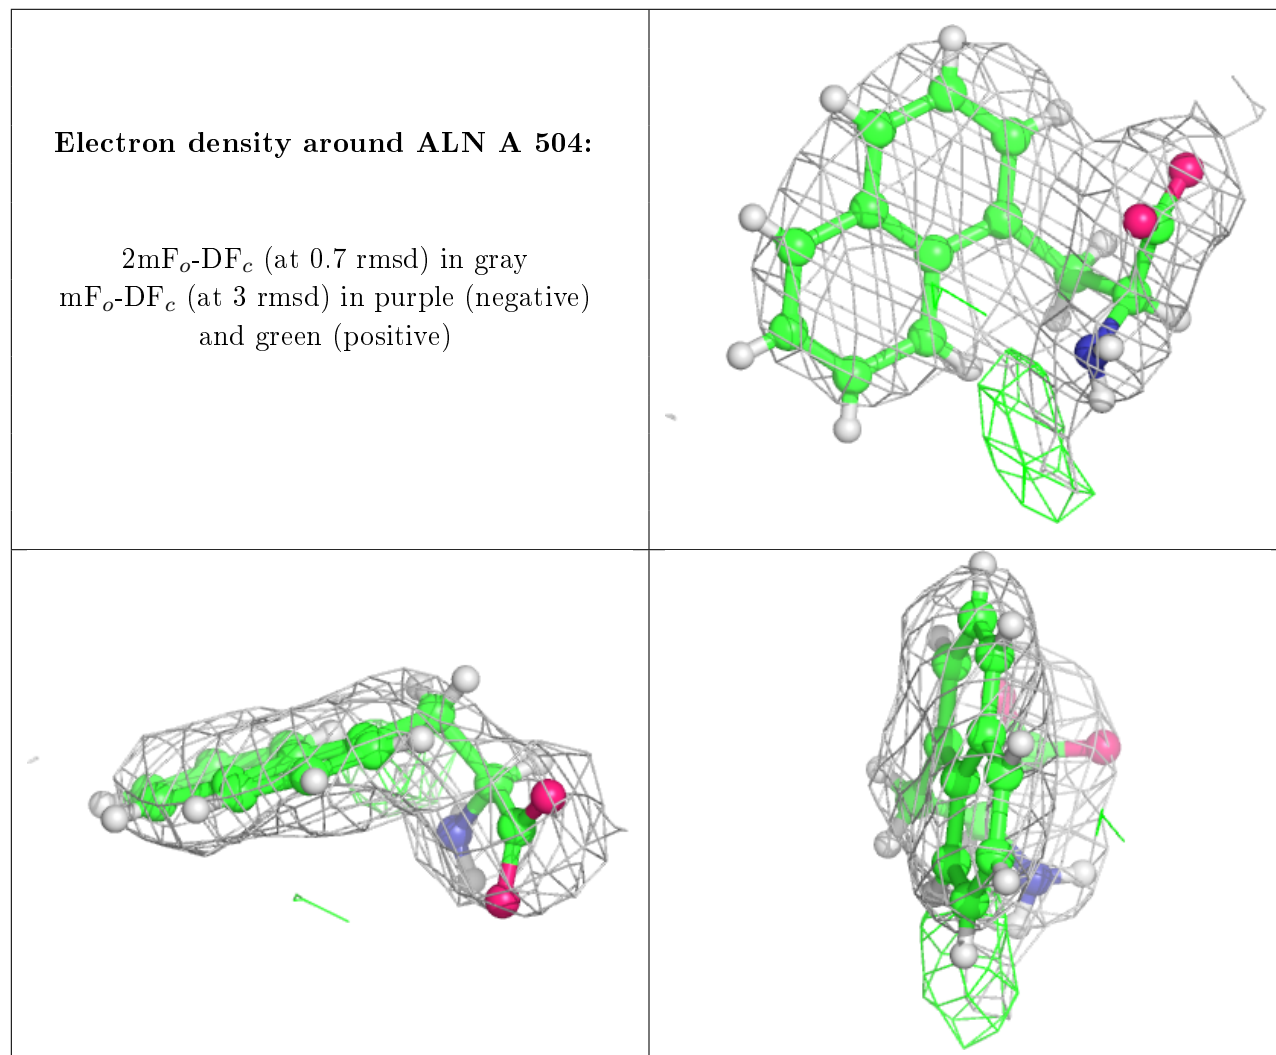 Electron density around ALN A 504:
2mFo-DFc (at 0.7 rmsd) in gray
mFo-DFc (at 3 rmsd) in purple (negative)
and green (positive)